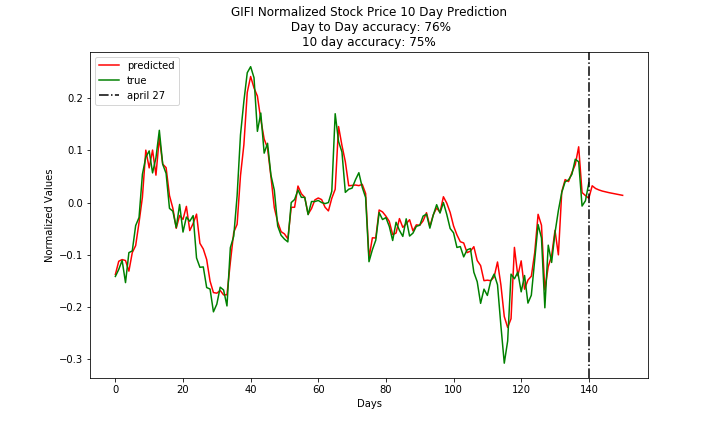 GIFI Normalized Stock Price 10 Day Prediction
Day to Day accuracy: 76%
10 day accuracy: 75%
predicted
true
april 27
Normalized Values
0.2
0.1
0.0
−0.1
−0.2
−0.3
0 20 40 60 80 100 120 140
Days